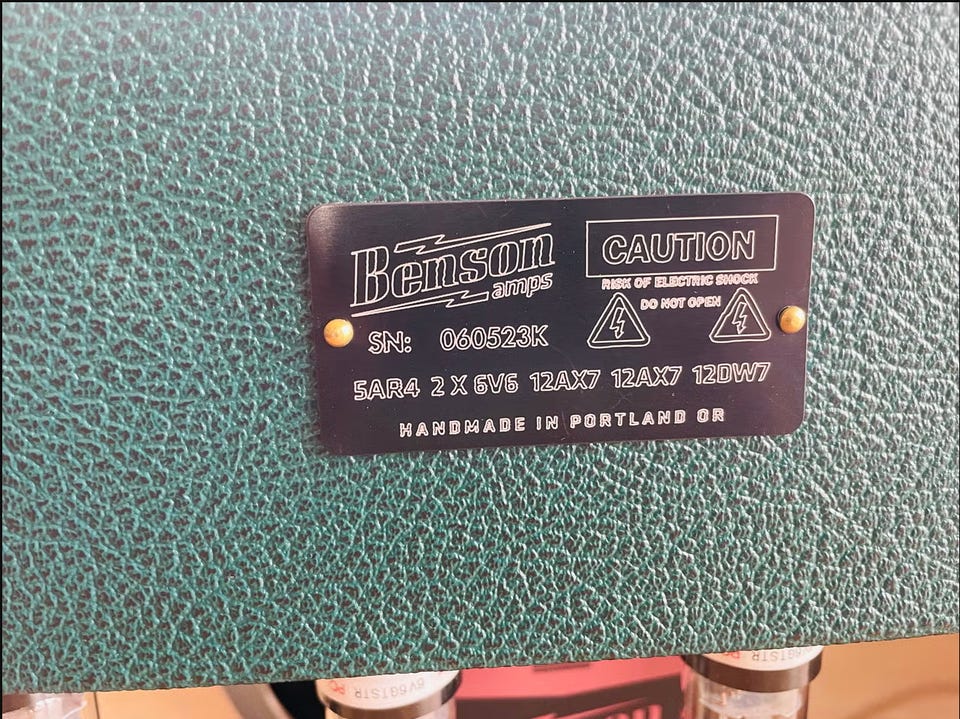 Benson
amps
CAUTION
RISK OF ELECTRIC SHOCK
DO NOT OPEN
SN: 060523K
5AR4 2 X 6V6 12AX7 12AX7 12DW7
HANDMADE IN PORTLAND OR
6V6GTSTR